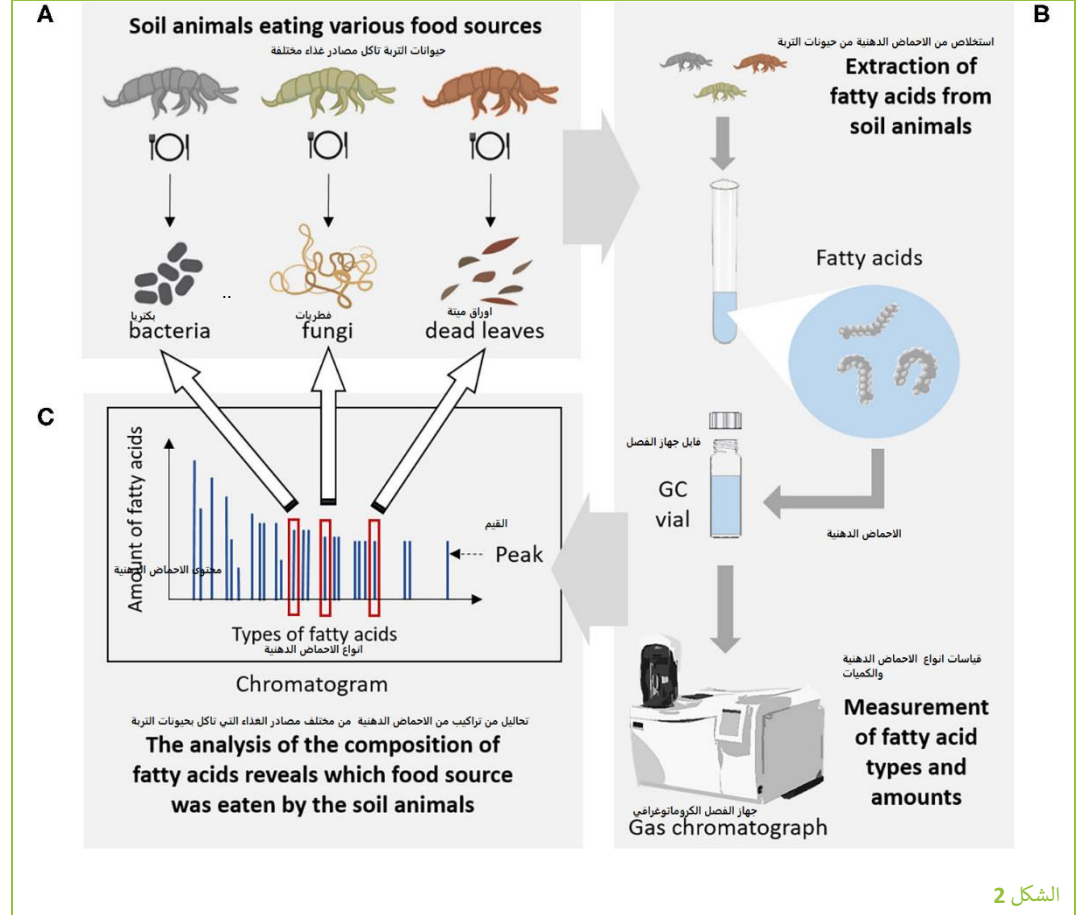 A
Soil animals eating various food sources
حيوانات التربة تاكل مصادر غذاء مختلفة
بكتريا
bacteria
..
فطريات
fungi
اوراق ميتة
dead leaves
B
استخلاص من الاحماض الدهنية من حيونات التربة
Extraction of
fatty acids from
soil animals
Fatty acids
فايل جهاز الفصل
GC
vial
الاحماض الدهنية
قياسات انواع الاحماض الدهنية
والكميات
Measurement
of fatty acid
types and
amounts
جهاز الفصل الكروماتوغرافي
Gas chromatograph
C
Amount of fatty acids
محتوى الاحماض الدهنية
القيم
Peak
Types of fatty acids
انواع الاحماض الدهنية
Chromatogram
تحاليل من تراكيب من الاحماض الدهنية من مختلف مصادر الغذاء التي تاكل بحيونات التربة
The analysis of the composition of
fatty acids reveals which food source
was eaten by the soil animals
الشكل 2